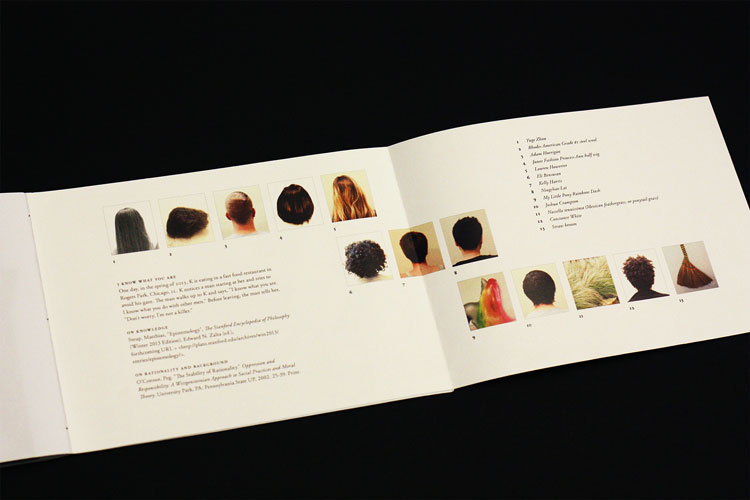 1
2
3
4
5
6
7
8
9
10
11
12
13
I KNOW WHAT YOU ARE
One day, in the spring of 2013, K is eating in a fast food restaurant in
Rogers Park, Chicago, IL. K notices a man staring at her and tries to
avoid his gaze. The man walks up to K and says, "I know what you are.
I know what you do with other men." Before leaving, the man tells her,
"Don't worry, I'm not a killer."
ON KNOWLEDGE
Steup, Matthias, "Epistemology", The Stanford Encyclopedia of Philosophy
(Winter 2013 Edition), Edward N. Zalta (ed.),
forthcoming URL = <http://plato.stanford.edu/archives/win2013/
entries/epistemology/>.
ON RATIONALITY AND BACKGROUND
O'Connor, Peg. "The Stability of Rationality," Oppression and
Responsibility: A Wittgensteinian Approach to Social Practices and Moral
Theory. University Park, PA: Pennsylvania State UP, 2002. 25-39. Print.
1 Yuge Zhou
2 Rhodes American Grade #1 steel wool
3 Adam
4 Janet Fashion Princess Ann half wig
5 Lauren
6 Eli
7 Kelly Harris
8 Ningchao Lai
9 My Little Pony Rainbow Dash
10 Joshua Crampton
11 Nassella tenuissima (Mexican feathergrass, or ponytail grass)
12 Constance White
13 Straw broom